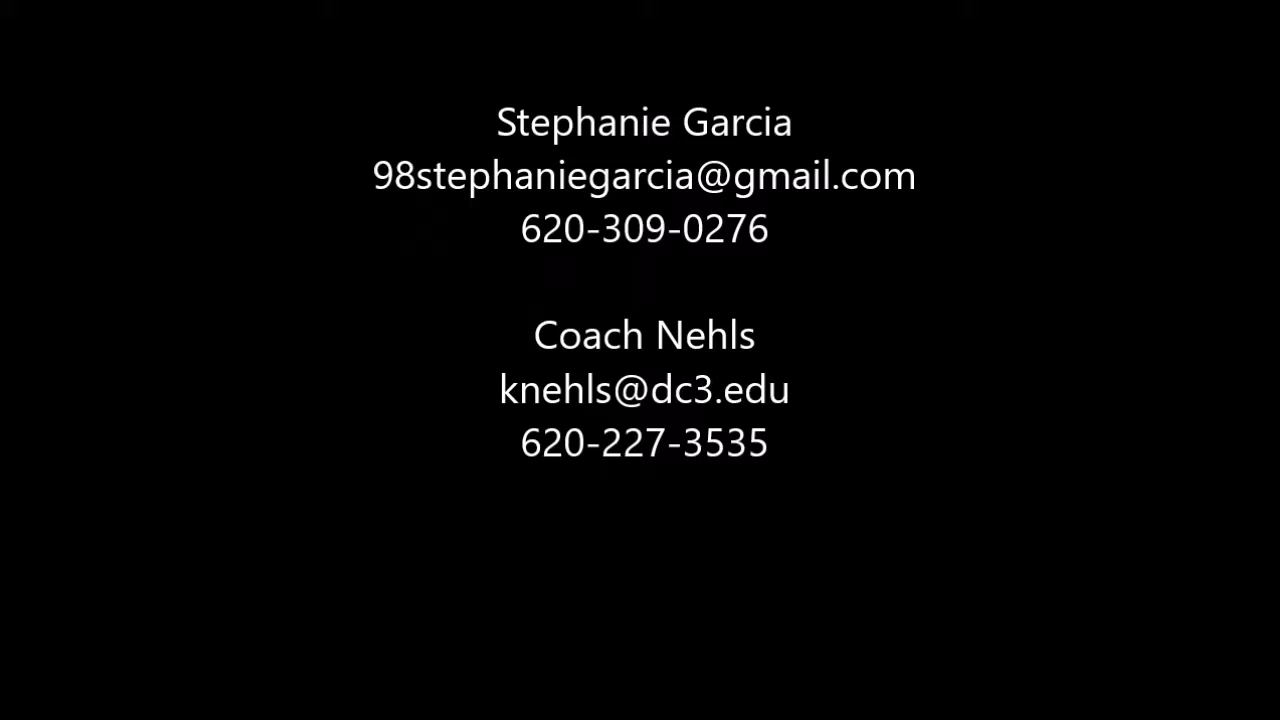 Stephanie Garcia
98stephaniegarcia@gmail.com
620-309-0276
Coach Nehls
knehls@dc3.edu
620-227-3535